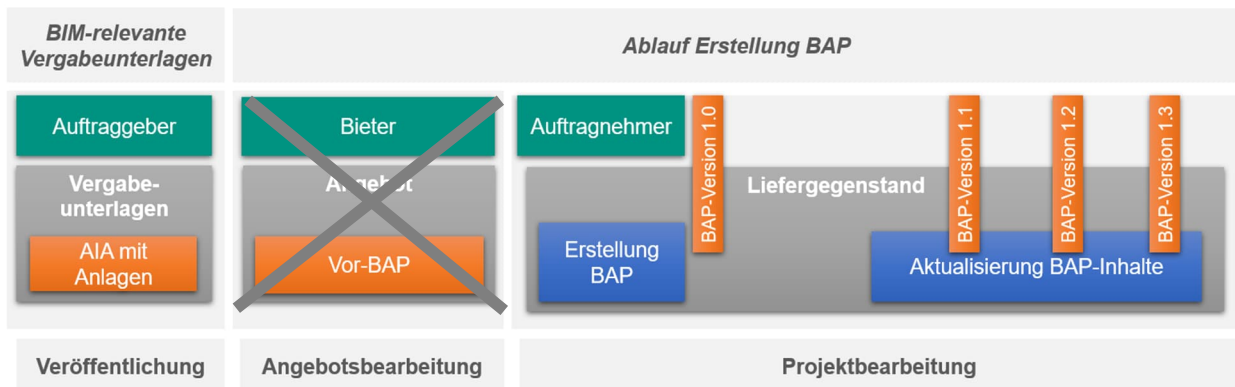 BIM-relevante
Vergabeunterlagen
Ablauf Erstellung BAP
Auftraggeber
Vergabe-
unterlagen
AIA mit
Anlagen
Bieter
Angebot
Vor-BAP
Auftragnehmer
BAP-Version 1.0
BAP-Version 1.1
BAP-Version 1.2
BAP-Version 1.3
Liefergegenstand
Erstellung
BAP
Aktualisierung BAP-Inhalte
Veröffentlichung
Angebotsbearbeitung
Projektbearbeitung